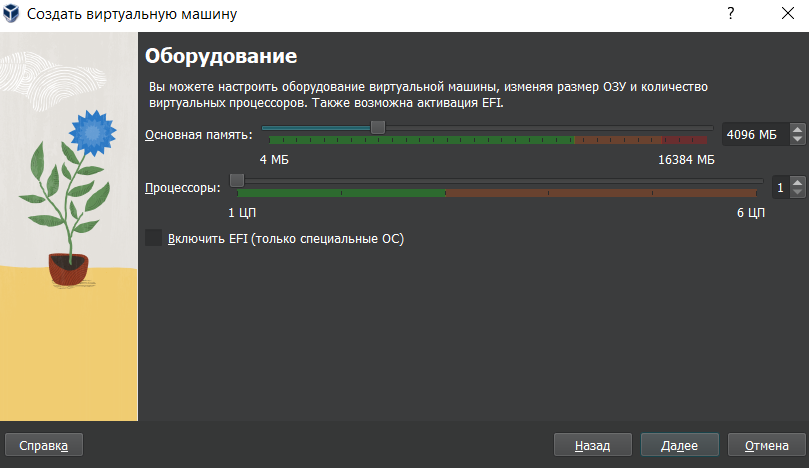 Создать виртуальную машину
?
Оборудование
Вы можете настроить оборудование виртуальной машины, изменяя размер ОЗУ и количество
виртуальных процессоров. Также возможна активация EFI.
Основная память:
4096 МБ
4 МБ
16384 МБ
Процессоры:
1
1 ЦП
6 ЦП
Включить EFI (только специальные ОС)
Справка
Назад
Далее
Отмена